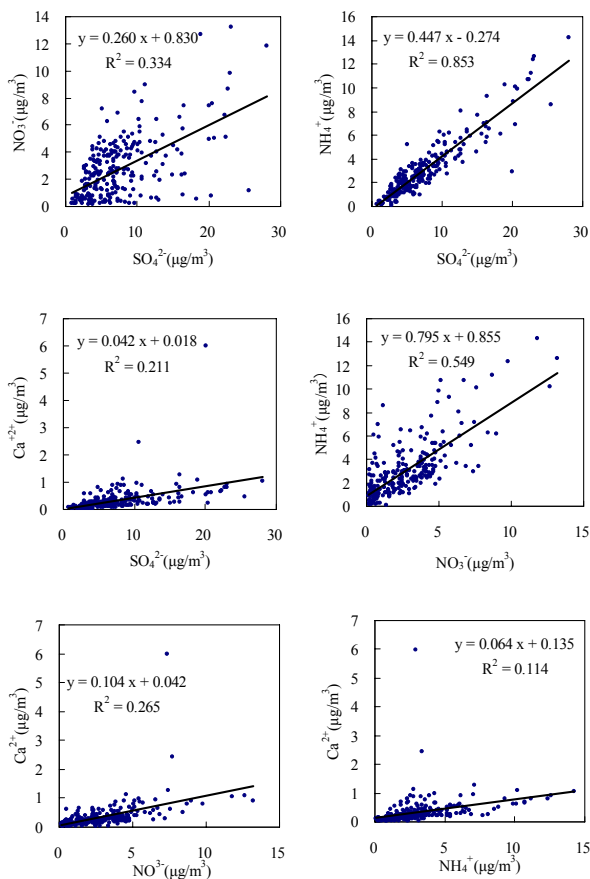 y = 0.260 x + 0.830
R² = 0.334
NO₃⁻(μg/m³)
14
12
10
8
6
4
2
0
0 10 20 30
SO₄²⁻(μg/m³)
y = 0.447 x - 0.274
R² = 0.853
NH₄⁺(μg/m³)
16
14
12
10
8
6
4
2
0
0 10 20 30
SO₄²⁻(μg/m³)
y = 0.042 x + 0.018
R² = 0.211
Ca⁺²⁺(μg/m³)
7
6
5
4
3
2
1
0
0 10 20 30
SO₄²⁻(μg/m³)
y = 0.795 x + 0.855
R² = 0.549
NH₄⁺(μg/m³)
16
14
12
10
8
6
4
2
0
0 5 10 15
NO₃⁻(μg/m³)
y = 0.104 x + 0.042
R² = 0.265
Ca²⁺(μg/m³)
7
6
5
4
3
2
1
0
0 5 10 15
NO³⁻(μg/m³)
y = 0.064 x + 0.135
R² = 0.114
Ca²⁺(μg/m³)
7
6
5
4
3
2
1
0
0 5 10 15
NH₄⁺(μg/m³)